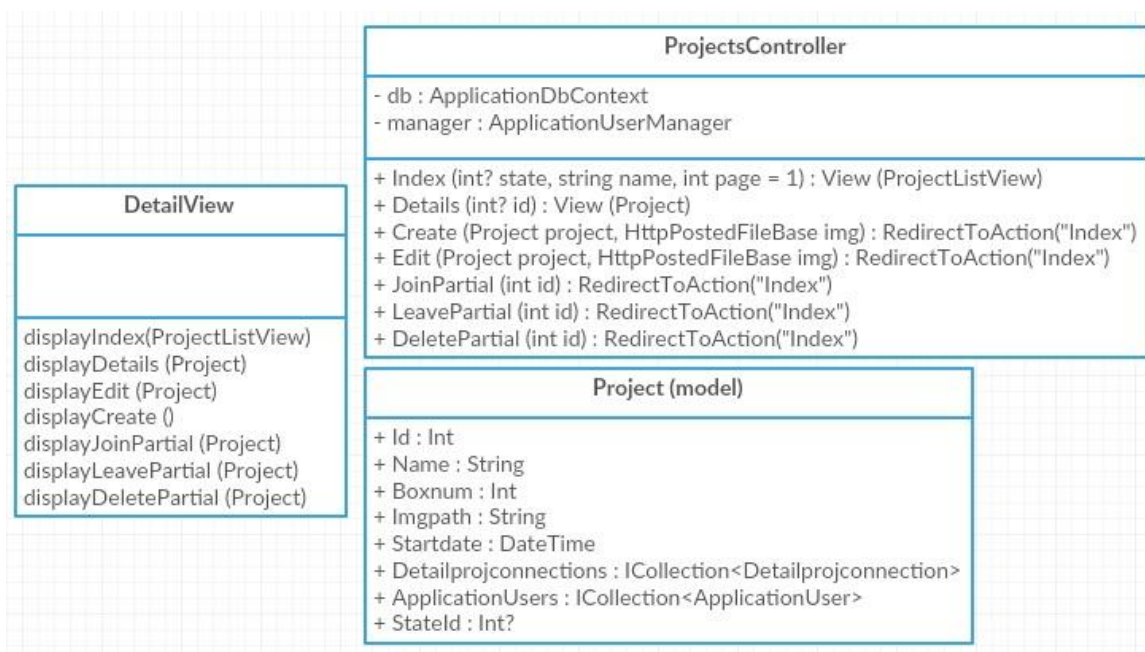 ProjectsController
- db : ApplicationDbContext
- manager : ApplicationUserManager
+ Index (int? state, string name, int page = 1) : View (ProjectListView)
+ Details (int? id) : View (Project)
+ Create (Project project, HttpPostedFileBase img) : RedirectToAction("Index")
+ Edit (Project project, HttpPostedFileBase img) : RedirectToAction("Index")
+ JoinPartial (int id) : RedirectToAction("Index")
+ LeavePartial (int id) : RedirectToAction("Index")
+ DeletePartial (int id) : RedirectToAction("Index")
DetailView
displayIndex(ProjectListView)
displayDetails (Project)
displayEdit (Project)
displayCreate ()
displayJoinPartial (Project)
displayLeavePartial (Project)
displayDeletePartial (Project)
Project (model)
+ Id : Int
+ Name : String
+ Boxnum : Int
+ Imgpath : String
+ Startdate : DateTime
+ Detailprojconnections : ICollection<Detailprojconnection>
+ ApplicationUsers : ICollection<ApplicationUser>
+ StateId : Int?